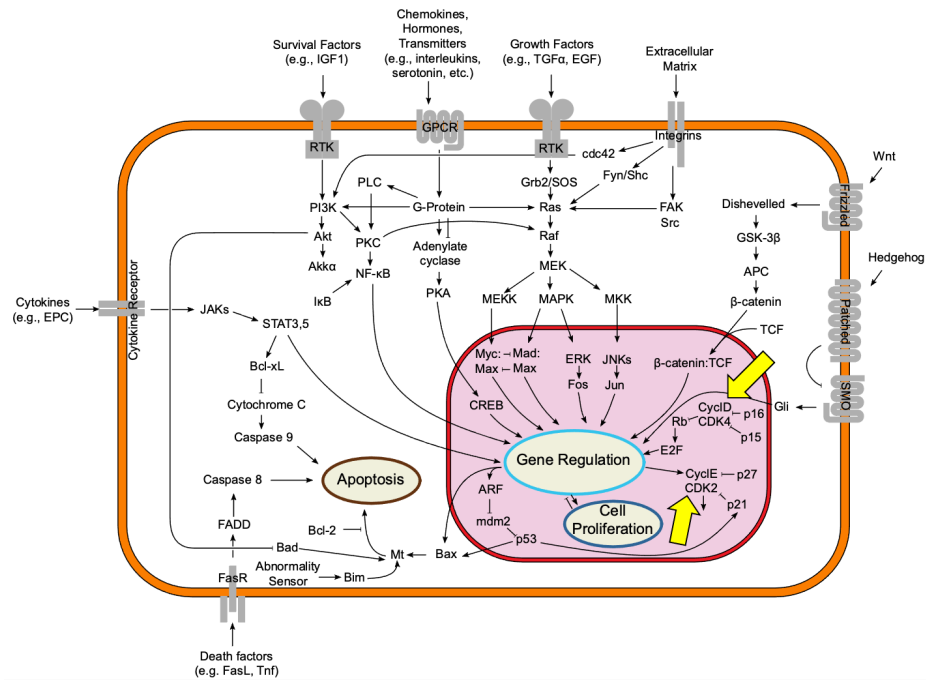 Chemokines,
Hormones,
Transmitters
(e.g., interleukins,
serotonin, etc.)
Survival Factors
(e.g., IGF1)
Growth Factors
(e.g., TGFα, EGF)
Extracellular
Matrix
RTK
GPCR
RTK
Integrins
cdc42
Wnt
PLC
Grb2/SOS
Fyn/Shc
Frizzled
PI3K
G-Protein
Ras
FAK
Src
Dishevelled
Akt
PKC
Adenylate
cyclase
Raf
GSK-3β
Akkα
NF-κB
MEK
APC
Hedgehog
IκB
PKA
MEKK
MAPK
MKK
β-catenin
TCF
Patched
Cytokines
(e.g., EPC)
Cytokine Receptor
JAKs
STAT3,5
Bcl-xL
Cytochrome C
Caspase 9
Myc:
Max
Mad:
Max
ERK
Fos
JNKs
Jun
β-catenin:TCF
CREB
CyclD
CDK4
p16
p15
Rb
E2F
Gli
SMO
Gene Regulation
CyclE
CDK2
p27
p21
Caspase 8
Apoptosis
ARF
mdm2
p53
Cell
Proliferation
FADD
Bcl-2
Bad
Mt
Bax
Abnormality
Sensor
Bim
FasR
Death factors
(e.g. FasL, Tnf)